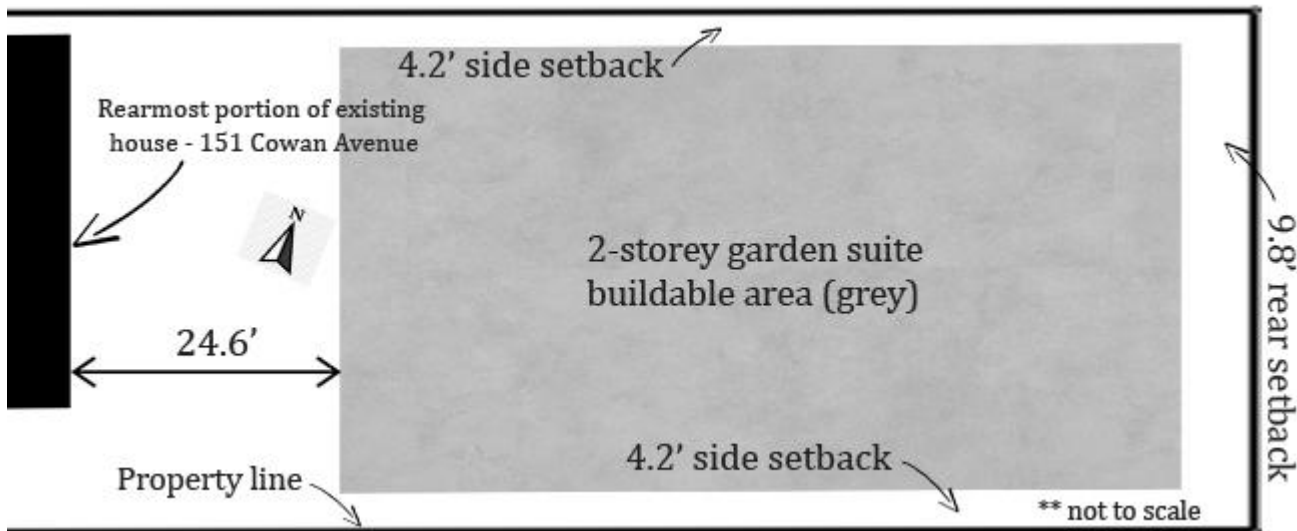 4.2’ side setback
Rearmost portion of existing
house - 151 Cowan Avenue
N
9.8’ rear setback
2-storey garden suite
buildable area (grey)
24.6’
4.2’ side setback
Property line
** not to scale